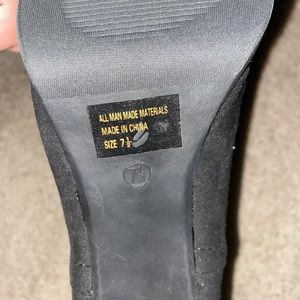 ALL MAN MADE MATERIALS
MADE IN CHINA
SIZE 7½
7½